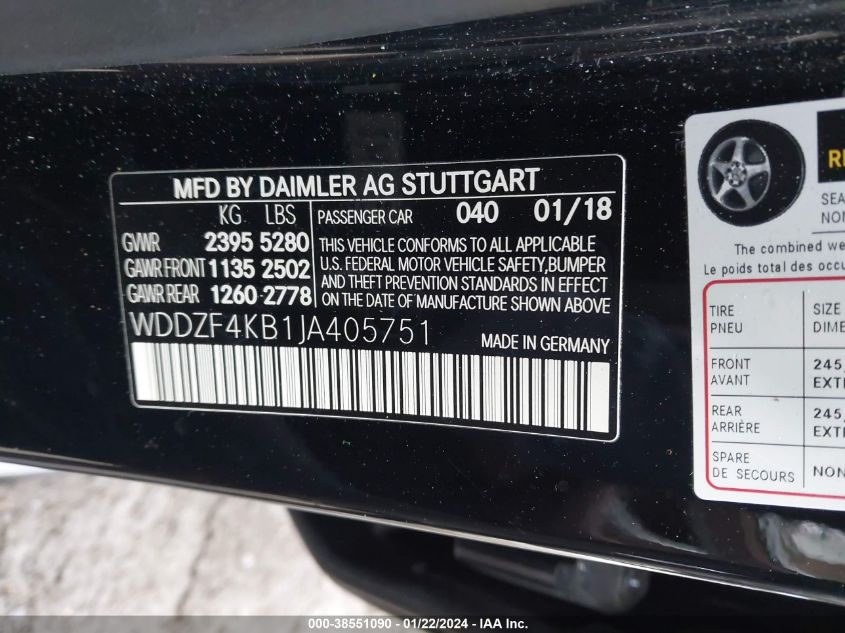 MFD BY DAIMLER AG STUTTGART
KG LBS PASSENGER CAR 040 01/18
GVWR 2395 5280 THIS VEHICLE CONFORMS TO ALL APPLICABLE
GAWR FRONT 1135 2502 U.S. FEDERAL MOTOR VEHICLE SAFETY,BUMPER
AND THEFT PREVENTION STANDARDS IN EFFECT
GAWR REAR 1260 2778 ON THE DATE OF MANUFACTURE SHOWN ABOVE
WDDZF4KB1JA405751 MADE IN GERMANY
The combined
Le poids total des
TIRE SIZE
PNEU
FRONT 245
AVANT
REAR 245
ARRIÈRE
SPARE
DE SECOURS
000-38551090 - 01/22/2024 - IAA Inc.